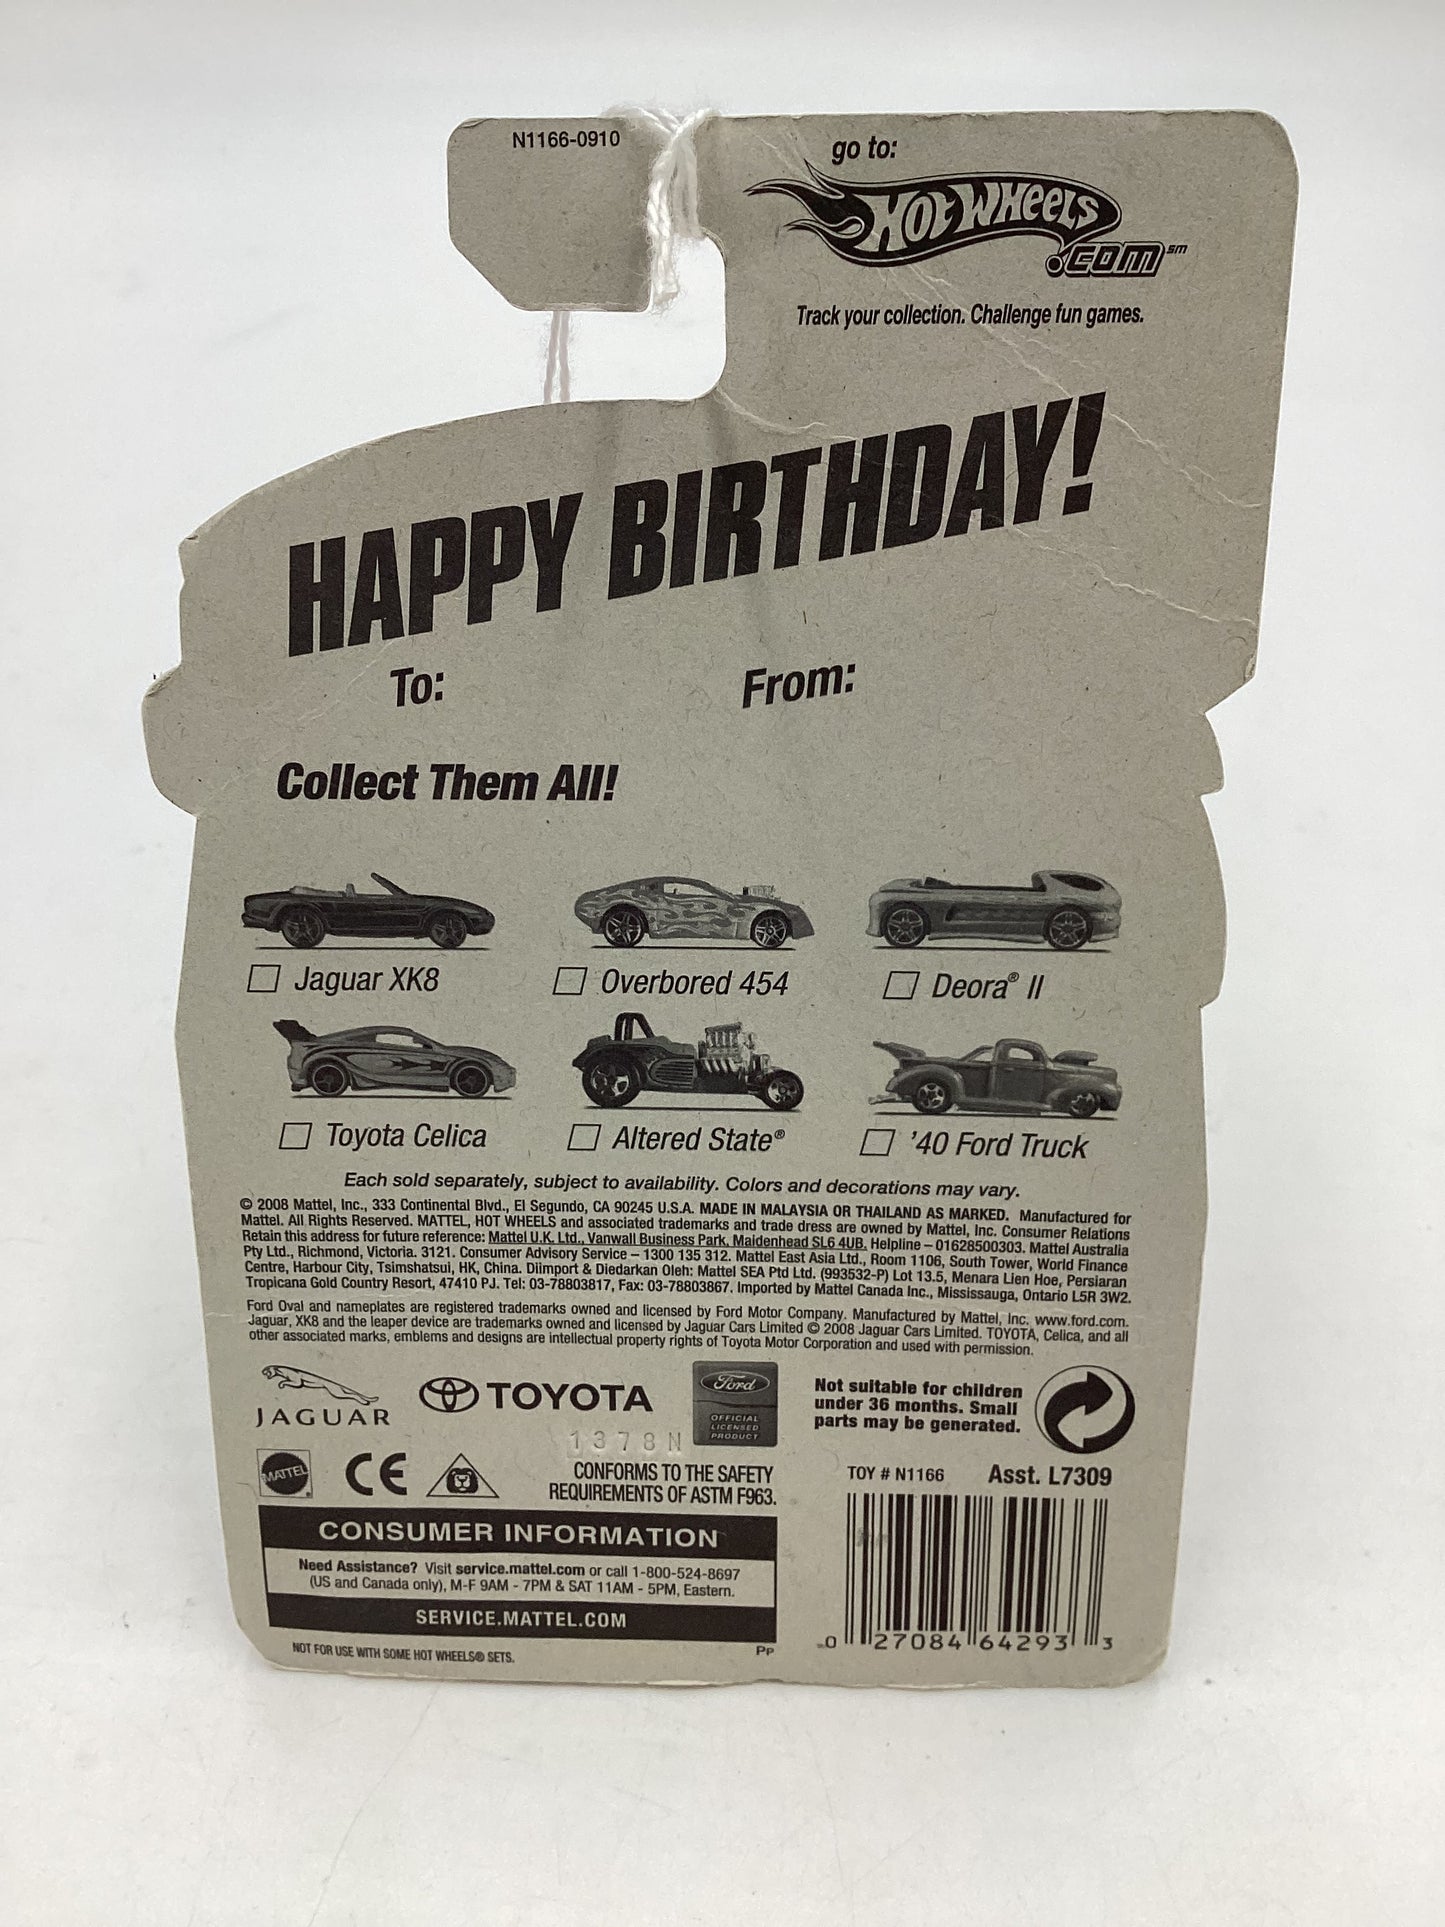 N1166-0910
go to:
HOT WHEELS
.COM℠
Track your collection. Challenge fun games.
HAPPY BIRTHDAY!
To: From:
Collect Them All!
Jaguar XK8
Overbored 454
Deora® II
Toyota Celica
Altered State®
'40 Ford Truck
Each sold separately, subject to availability. Colors and decorations may vary.
© 2008 Mattel, Inc., 333 Continental Blvd., El Segundo, CA 90245 U.S.A. MADE IN MALAYSIA OR THAILAND AS MARKED. Manufactured for
Mattel. All Rights Reserved. MATTEL, HOT WHEELS and associated trademarks and trade dress are owned by Mattel, Inc. Consumer Relations
Retain this address for future reference: Mattel U.K. Ltd., Vanwall Business Park, Maidenhead SL6 4UB. Helpline – 01628500303. Mattel Australia
Pty Ltd., Richmond, Victoria. 3121. Consumer Advisory Service – 1300 135 312. Mattel East Asia Ltd., Room 1106, South Tower, World Finance
Centre, Harbour City, Tsimshatsui, HK, China. Diimport & Diedarkan Oleh: Mattel SEA Ptd Ltd. (993532-P) Lot 13.5, Menara Lien Hoe, Persiaran
Tropicana Gold Country Resort, 47410 PJ. Tel: 03-78803817, Fax: 03-78803867. Imported by Mattel Canada Inc., Mississauga, Ontario L5R 3W2.
Ford Oval and nameplates are registered trademarks owned and licensed by Ford Motor Company. Manufactured by Mattel, Inc. www.ford.com.
Jaguar, XK8 and the leaper device are trademarks owned and licensed by Jaguar Cars Limited © 2008 Jaguar Cars Limited. TOYOTA, Celica, and all
other associated marks, emblems and designs are intellectual property rights of Toyota Motor Corporation and used with permission.
JAGUAR
TOYOTA
Ford
OFFICIAL
LICENSED
PRODUCT
Not suitable for children
under 36 months. Small
parts may be generated.
1378N
MATTEL
CE
CONFORMS TO THE SAFETY
REQUIREMENTS OF ASTM F963.
TOY # N1166 Asst. L7309
CONSUMER INFORMATION
Need Assistance? Visit service.mattel.com or call 1-800-524-8697
(US and Canada only), M-F 9AM - 7PM & SAT 11AM - 5PM, Eastern.
SERVICE.MATTEL.COM
NOT FOR USE WITH SOME HOT WHEELS® SETS.
PP
0 27084 64293 3